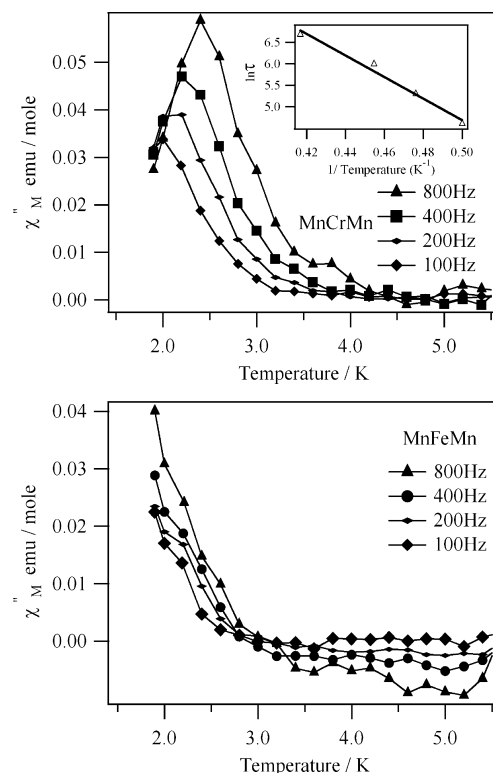 0.05
0.04
0.03
0.02
0.01
0.00
χ"M emu / mole
6.5
6.0
5.5
5.0
lnτ
0.42 0.44 0.46 0.48 0.50
1/ Temperature (K-1)
MnCrMn
800Hz
400Hz
200Hz
100Hz
2.0 3.0 4.0 5.0
Temperature / K
0.04
0.03
0.02
0.01
0.00
χ"M emu / mole
MnFeMn
800Hz
400Hz
200Hz
100Hz
2.0 3.0 4.0 5.0
Temperature / K